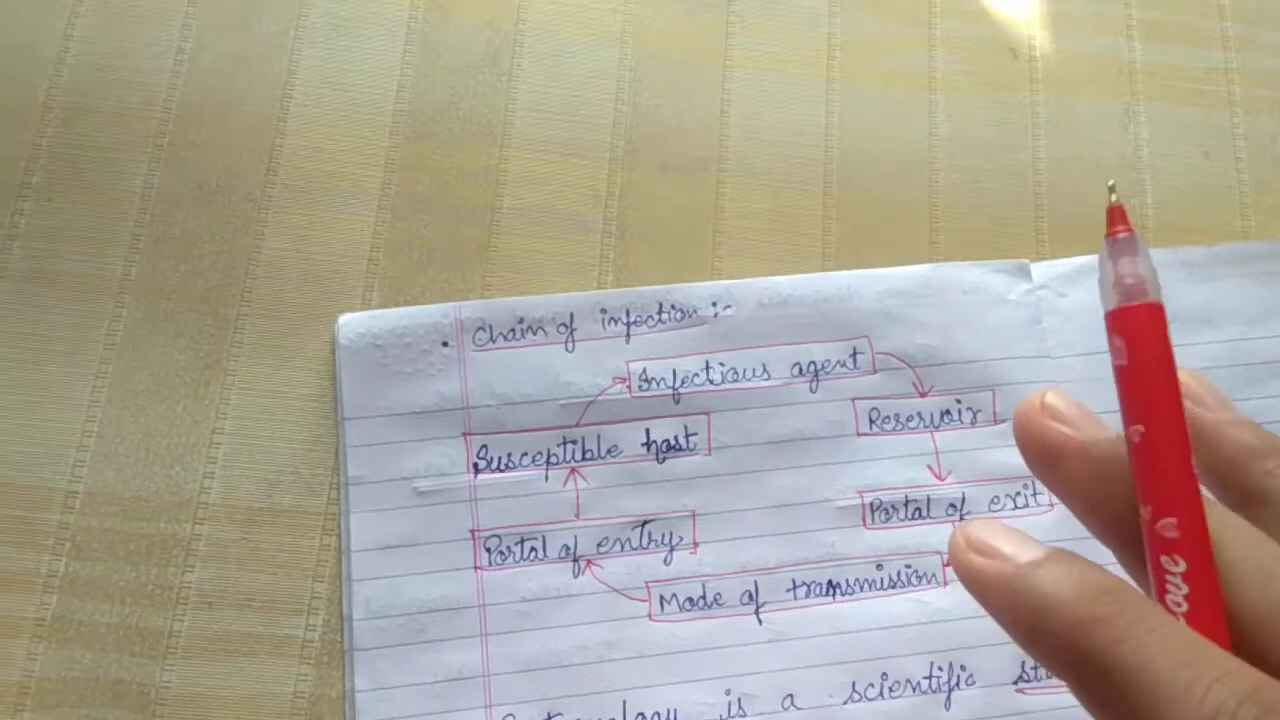 • Chain of infection :-
Infectious agent
Reservoir
Portal of exit
Mode of transmission
Portal of entry
Susceptible host
is a scientific